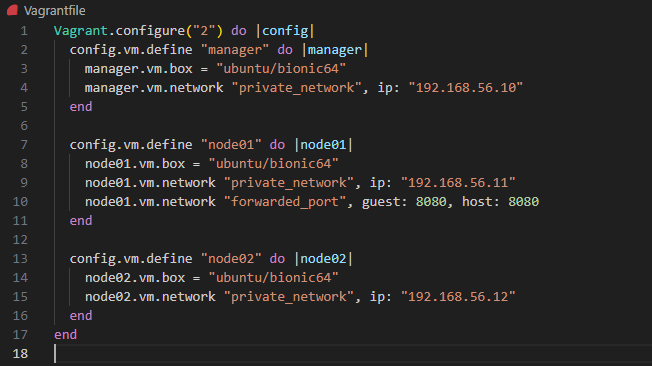 Vagrantfile
1 Vagrant.configure("2") do |config|
2   config.vm.define "manager" do |manager|
3     manager.vm.box = "ubuntu/bionic64"
4     manager.vm.network "private_network", ip: "192.168.56.10"
5   end
6
7   config.vm.define "node01" do |node01|
8     node01.vm.box = "ubuntu/bionic64"
9     node01.vm.network "private_network", ip: "192.168.56.11"
10     node01.vm.network "forwarded_port", guest: 8080, host: 8080
11   end
12
13   config.vm.define "node02" do |node02|
14     node02.vm.box = "ubuntu/bionic64"
15     node02.vm.network "private_network", ip: "192.168.56.12"
16   end
17 end
18